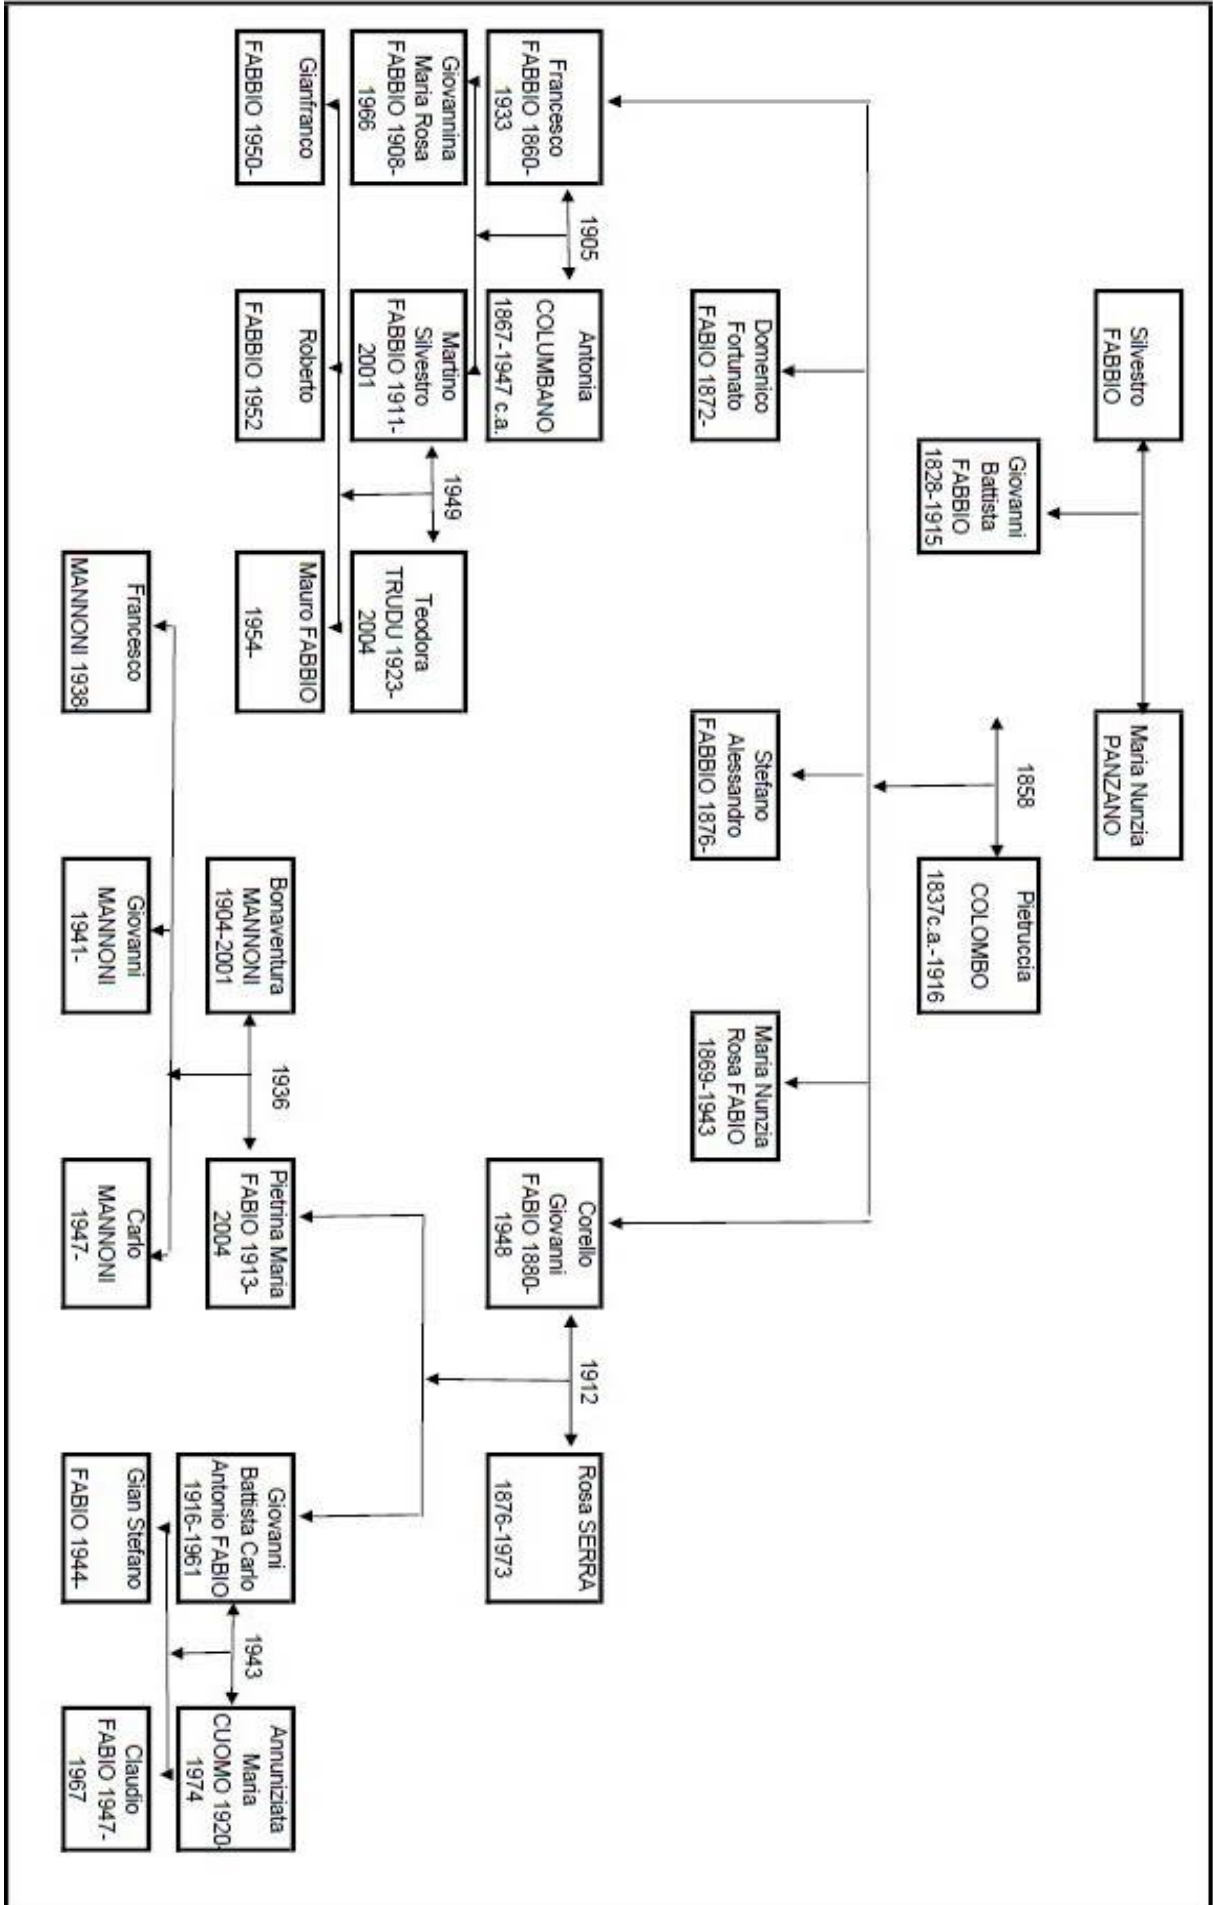 Silvestro
FABBIO
Maria Nunzia
PANZANO
Giovanni
Battista
FABBIO
1828-1915
1858
Pietruccia
COLOMBO
1837c.a.-1916
Domenico
Fortunato
FABIO 1872-
Stefano
Alessandro
FABBIO 1876-
Maria Nunzia
Rosa FABIO
1869-1943
Francesco
FABBIO 1860-
1933
1905
Antonia
COLUMBANO
1867-1947 c.a.
Corello
Giovanni
FABIO 1880-
1948
1912
Rosa SERRA
1876-1973
Giovannina
Maria Rosa
FABBIO 1908-
1966
Martino
Silvestro
FABBIO 1911-
2001
1949
Teodora
TRUDU 1923-
2004
Gianfranco
FABBIO 1950-
Roberto
FABBIO 1952
Mauro FABBIO
1954-
Bonaventura
MANNONI
1904-2001
1936
Pietrina Maria
FABIO 1913-
2004
Giovanni
Battista Carlo
Antonio FABIO
1916-1961
1943
Annuniziata
Maria
CUOMO 1920-
1974
Francesco
MANNONI 1938-
Giovanni
MANNONI
1941-
Carlo
MANNONI
1947-
Gian Stefano
FABIO 1944-
Claudio
FABIO 1947-
1967